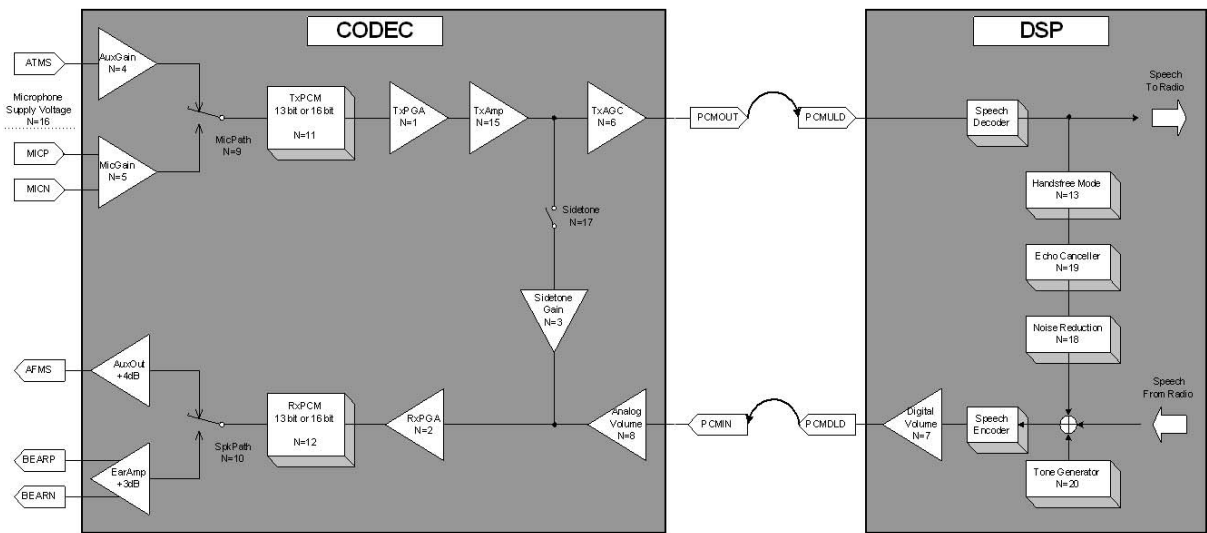 CODEC
DSP
ATMS
AuxGain
N=4
Microphone
Supply Voltage
N=16
MICP
MICN
MicGain
N=5
MicPath
N=9
TxPCM
13 bit or 16 bit
N=11
TxPGA
N=1
TxAmp
N=15
TxAGC
N=6
PCMOUT
PCMULD
Speech
Decoder
Speech
To Radio
Handsfree Mode
N=13
Sidetone
N=17
Echo Canceller
N=19
Sidetone
Gain
N=3
Noise Reduction
N=18
AFMS
AuxOut
+4dB
BEARP
BEARN
EarAmp
+3dB
SpkPath
N=10
RxPCM
13 bit or 16 bit
N=12
RxPGA
N=2
Analog
Volume
N=8
PCMIN
PCMDLD
Digital
Volume
N=7
Speech
Encoder
Speech
From Radio
Tone Generator
N=20